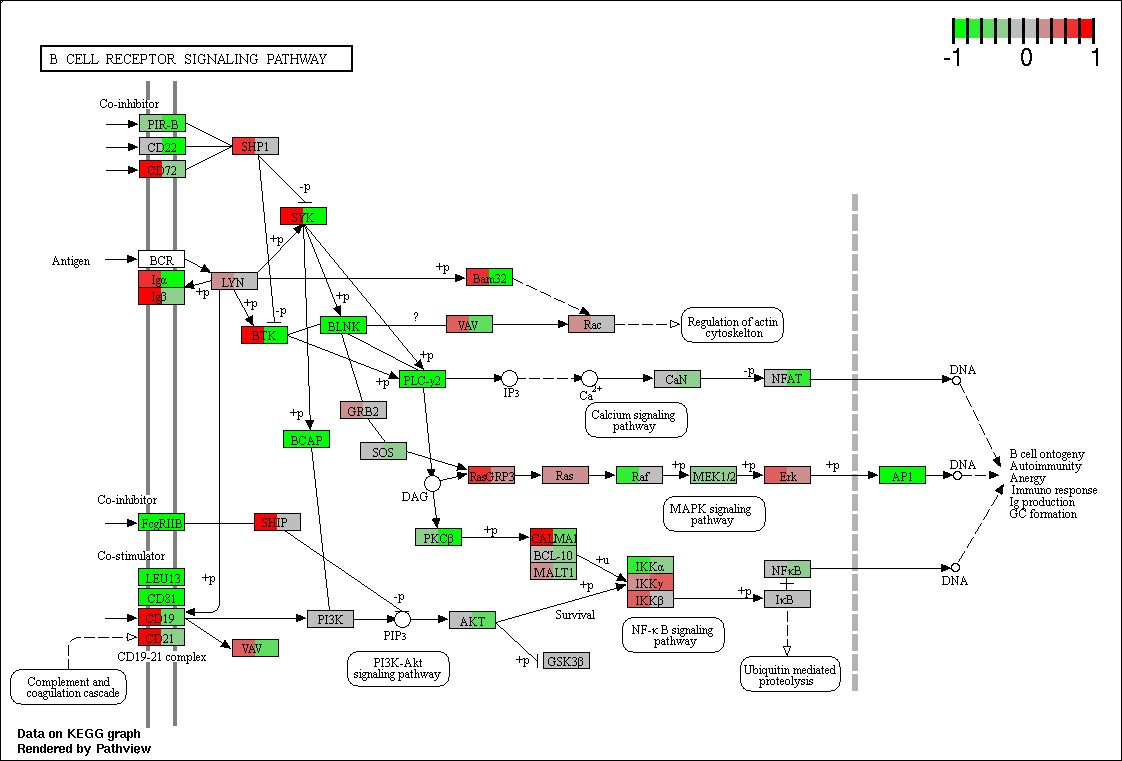 -1 0 1
B CELL RECEPTOR SIGNALING PATHWAY
Co-inhibitor
PIR-B
CD22
CD72
SHP1
-p
SYK
+p
Antigen
BCR
Igα
Igβ
LYN
+p
+p
Bam32
+p
-p
+p
BTK
BLNK
?
VAV
Rac
Regulation of actin
cytoskelton
+p
+p
PLC-γ2
IP3
Ca2+
CaN
-p
NFAT
DNA
Calcium signaling
pathway
GRB2
+p
BCAP
SOS
DAG
RasGRP3
Ras
Raf
+p
MEK1/2
+p
Erk
+p
AP1
DNA
MAPK signaling
pathway
B cell ontogeny
Autoimmunity
Anergy
Immuno response
Ig production
GC formation
Co-inhibitor
FcgRIIB
SHIP
PKCβ
+p
CALMA1
BCL-10
MALT1
+u
+p
IKKα
IKKγ
IKKβ
+p
NFκB
IκB
DNA
Co-stimulator
LEU13
CD81
CD19
CD21
CD19-21 complex
+p
VAV
PI3K
-p
PIP3
AKT
Survival
+p
GSK3β
NF-κ B signaling
pathway
PI3K-Akt
signaling pathway
Ubiquitin mediated
proteolysis
Complement and
coagulation cascade
Data on KEGG graph
Rendered by Pathview